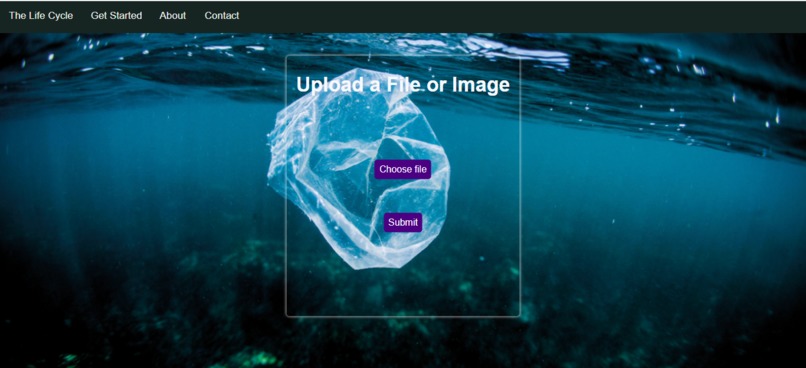 The Life Cycle Get Started About Contact
Upload a File or Image
Choose file
Submit